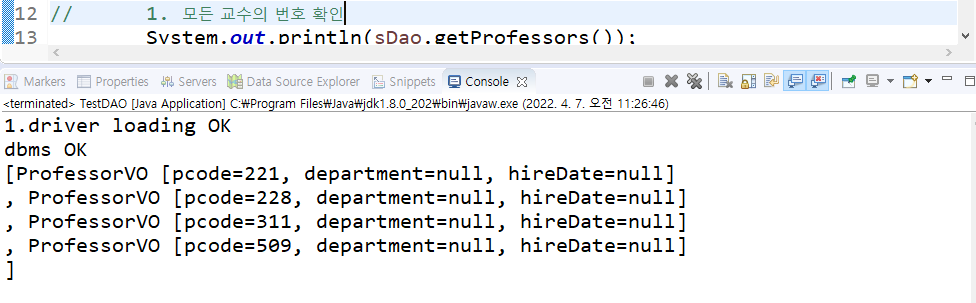 12 // 1. 모든 교수의 번호 확인
13 System.out.println(sDao.getProfessors());
Markers Properties Servers Data Source Explorer Snippets Console
<terminated> TestDAO [Java Application] C:₩Program Files₩Java₩jdk1.8.0_202₩bin₩javaw.exe (2022. 4. 7. 오전 11:26:46)
1.driver loading OK
dbms OK
[ProfessorVO [pcode=221, department=null, hireDate=null]
, ProfessorVO [pcode=228, department=null, hireDate=null]
, ProfessorVO [pcode=311, department=null, hireDate=null]
, ProfessorVO [pcode=509, department=null, hireDate=null]
]